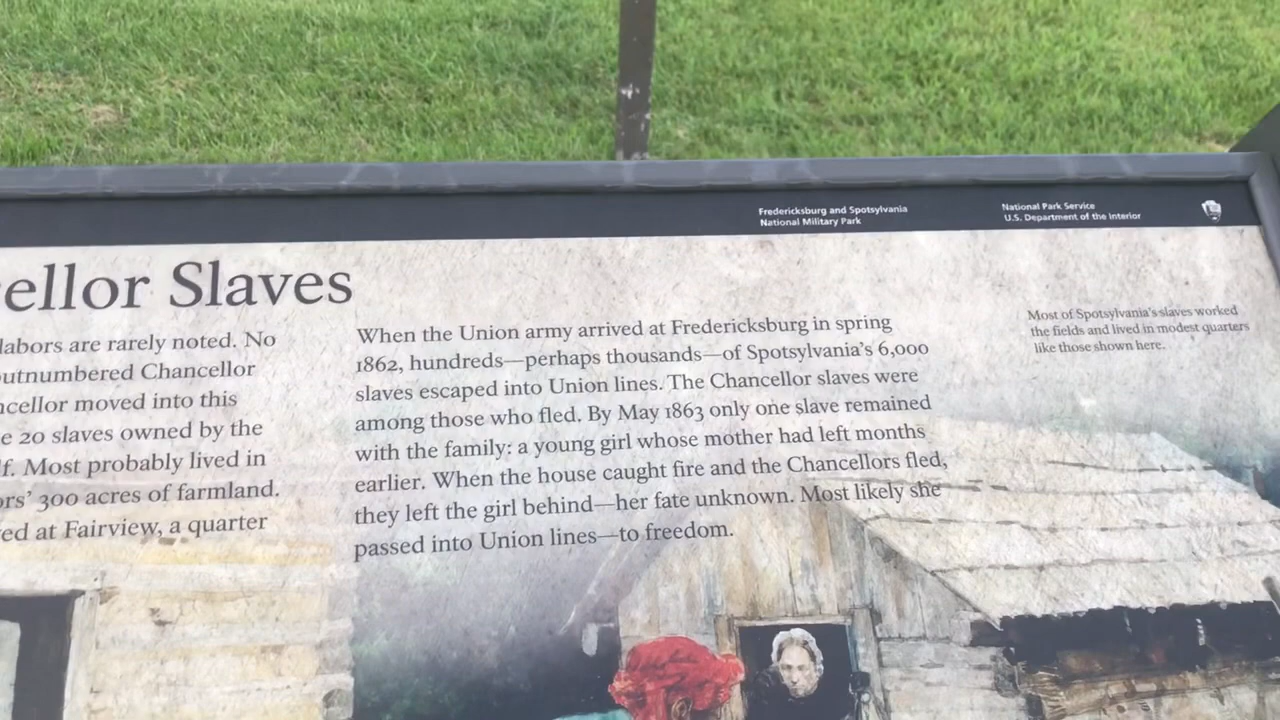 Fredericksburg and Spotsylvania
National Military Park
National Park Service
U.S. Department of the Interior
ellor Slaves
labors are rarely noted. No
outnumbered Chancellor
ncellor moved into this
e 20 slaves owned by the
f. Most probably lived in
ors' 300 acres of farmland.
ed at Fairview, a quarter
When the Union army arrived at Fredericksburg in spring
1862, hundreds—perhaps thousands—of Spotsylvania's 6,000
slaves escaped into Union lines. The Chancellor slaves were
among those who fled. By May 1863 only one slave remained
with the family: a young girl whose mother had left months
earlier. When the house caught fire and the Chancellors fled,
they left the girl behind—her fate unknown. Most likely she
passed into Union lines—to freedom.
Most of Spotsylvania's slaves worked
the fields and lived in modest quarters
like those shown here.